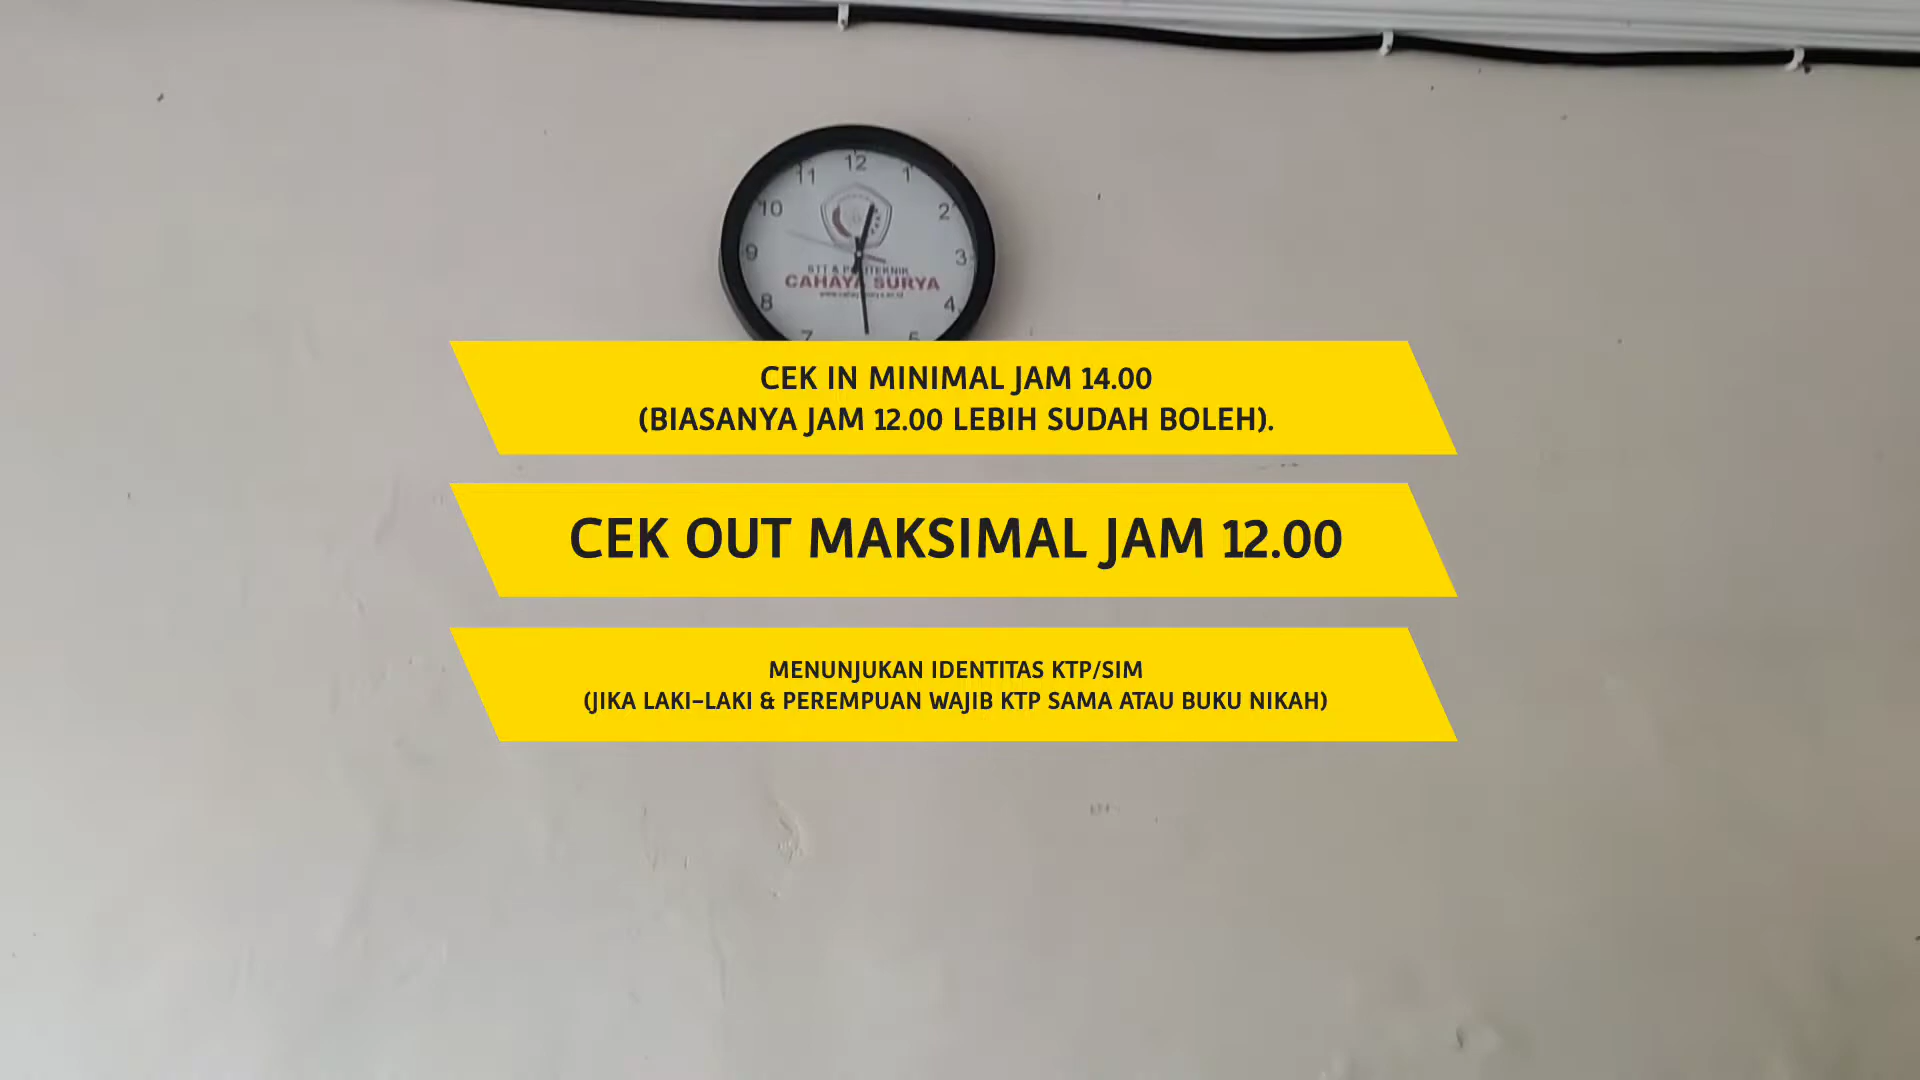 12
11
1
10
2
9
3
8
4
7
5
STT & POLITEKNIK
CAHAYA SURYA
CEK IN MINIMAL JAM 14.00
(BIASANYA JAM 12.00 LEBIH SUDAH BOLEH).
CEK OUT MAKSIMAL JAM 12.00
MENUNJUKAN IDENTITAS KTP/SIM
(JIKA LAKI-LAKI & PEREMPUAN WAJIB KTP SAMA ATAU BUKU NIKAH)